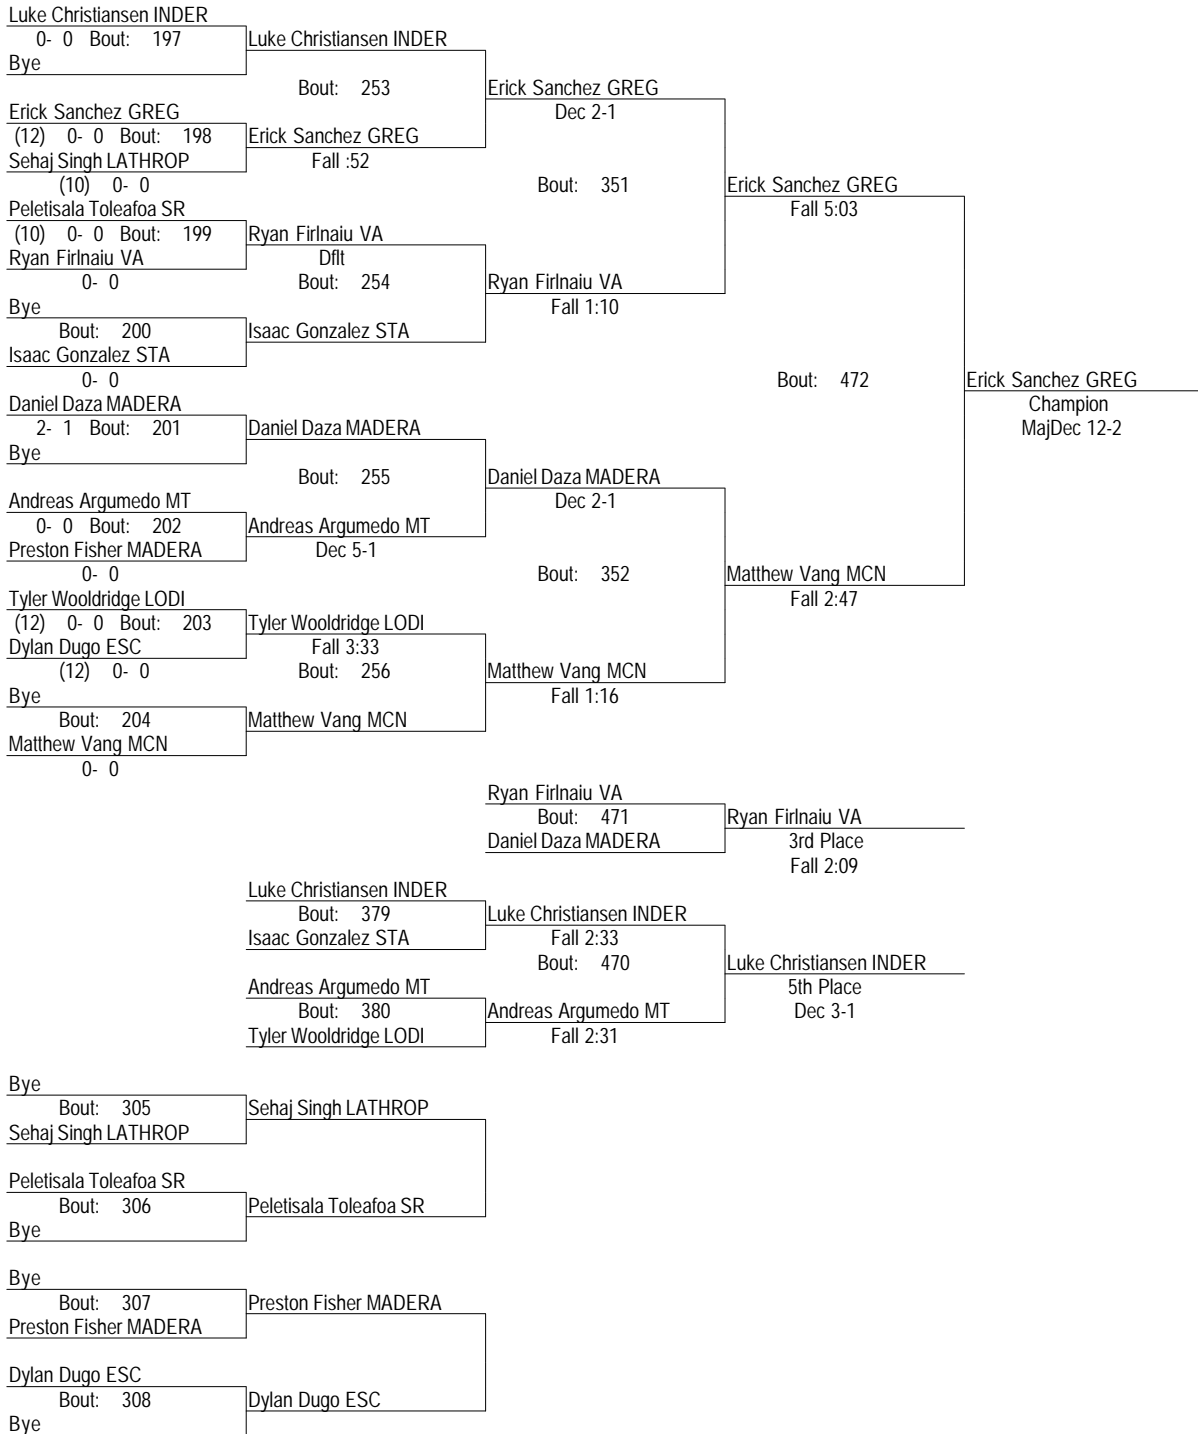 Luke Christiansen INDER
0- 0 Bout: 197
Luke Christiansen INDER
Bye
Bout: 253
Erick Sanchez GREG
Erick Sanchez GREG
Dec 2-1
(12) 0- 0 Bout: 198
Erick Sanchez GREG
Sehaj Singh LATHROP
Fall :52
(10) 0- 0
Bout: 351
Erick Sanchez GREG
Peletisala Toleafoa SR
Fall 5:03
(10) 0- 0 Bout: 199
Ryan Firlnaiu VA
Ryan Firlnaiu VA
Dflt
0- 0
Bout: 254
Ryan Firlnaiu VA
Bye
Fall 1:10
Bout: 200
Isaac Gonzalez STA
Isaac Gonzalez STA
0- 0
Bout: 472
Erick Sanchez GREG
Daniel Daza MADERA
Champion
2- 1 Bout: 201
Daniel Daza MADERA
MajDec 12-2
Bye
Bout: 255
Daniel Daza MADERA
Andreas Argumedo MT
Dec 2-1
0- 0 Bout: 202
Andreas Argumedo MT
Preston Fisher MADERA
Dec 5-1
0- 0
Bout: 352
Matthew Vang MCN
Tyler Wooldridge LODI
Fall 2:47
(12) 0- 0 Bout: 203
Tyler Wooldridge LODI
Dylan Dugo ESC
Fall 3:33
(12) 0- 0
Bout: 256
Matthew Vang MCN
Bye
Fall 1:16
Bout: 204
Matthew Vang MCN
Matthew Vang MCN
0- 0
Ryan Firlnaiu VA
Bout: 471
Ryan Firlnaiu VA
Daniel Daza MADERA
3rd Place
Fall 2:09
Luke Christiansen INDER
Bout: 379
Luke Christiansen INDER
Isaac Gonzalez STA
Fall 2:33
Bout: 470
Luke Christiansen INDER
Andreas Argumedo MT
5th Place
Bout: 380
Andreas Argumedo MT
Dec 3-1
Tyler Wooldridge LODI
Fall 2:31
Bye
Bout: 305
Sehaj Singh LATHROP
Sehaj Singh LATHROP
Peletisala Toleafoa SR
Bout: 306
Peletisala Toleafoa SR
Bye
Bye
Bout: 307
Preston Fisher MADERA
Preston Fisher MADERA
Dylan Dugo ESC
Bout: 308
Dylan Dugo ESC
Bye